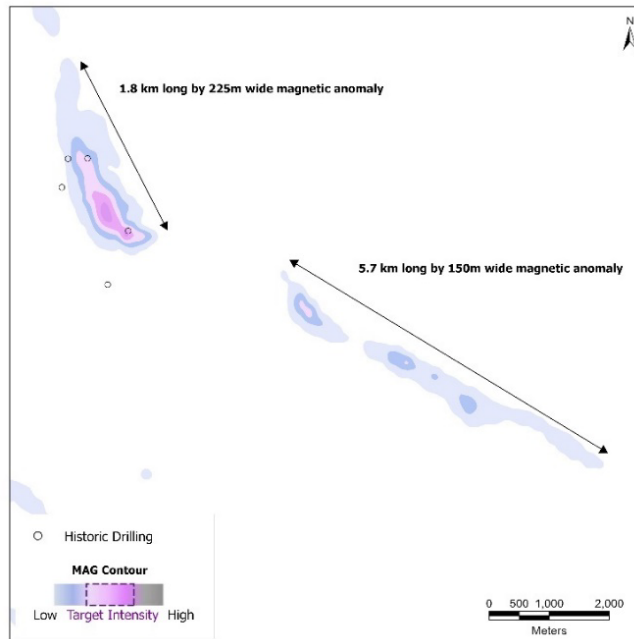 N
1.8 km long by 225m wide magnetic anomaly
5.7 km long by 150m wide magnetic anomaly
Historic Drilling
MAG Contour
Low Target Intensity High
0 500 1,000 2,000
Meters